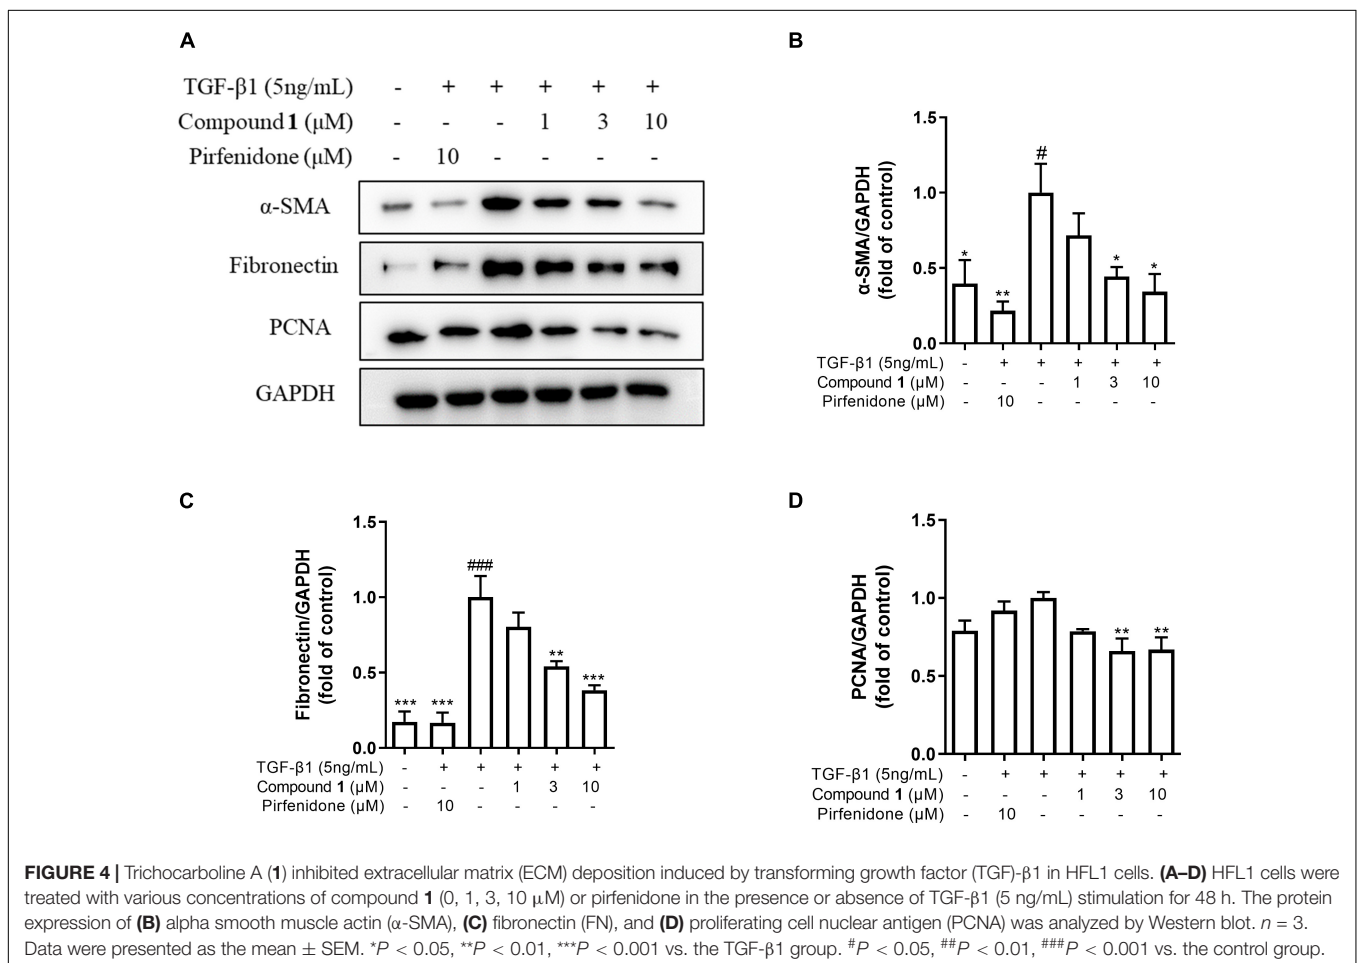 A
TGF-β1 (5ng/mL) - + + + + +
Compound 1 (μM) - - - 1 3 10
Pirfenidone (μM) - 10 - - - -
α-SMA
Fibronectin
PCNA
GAPDH
B
α-SMA/GAPDH
(fold of control)
1.5
1.0
0.5
0.0
* ** # * *
TGF-β1 (5ng/mL) - + + + + +
Compound 1 (μM) - - - 1 3 10
Pirfenidone (μM) - 10 - - - -
C
Fibronectin/GAPDH
(fold of control)
1.5
1.0
0.5
0.0
*** *** ### ** ***
TGF-β1 (5ng/mL) - + + + + +
Compound 1 (μM) - - - 1 3 10
Pirfenidone (μM) - 10 - - - -
D
PCNA/GAPDH
(fold of control)
1.5
1.0
0.5
0.0
** **
TGF-β1 (5ng/mL) - + + + + +
Compound 1 (μM) - - - 1 3 10
Pirfenidone (μM) - 10 - - - -
FIGURE 4 | Trichocarboline A (1) inhibited extracellular matrix (ECM) deposition induced by transforming growth factor (TGF)-β1 in HFL1 cells. (A–D) HFL1 cells were
treated with various concentrations of compound 1 (0, 1, 3, 10 μM) or pirfenidone in the presence or absence of TGF-β1 (5 ng/mL) stimulation for 48 h. The protein
expression of (B) alpha smooth muscle actin (α-SMA), (C) fibronectin (FN), and (D) proliferating cell nuclear antigen (PCNA) was analyzed by Western blot. n = 3.
Data were presented as the mean ± SEM. *P < 0.05, **P < 0.01, ***P < 0.001 vs. the TGF-β1 group. #P < 0.05, ##P < 0.01, ###P < 0.001 vs. the control group.